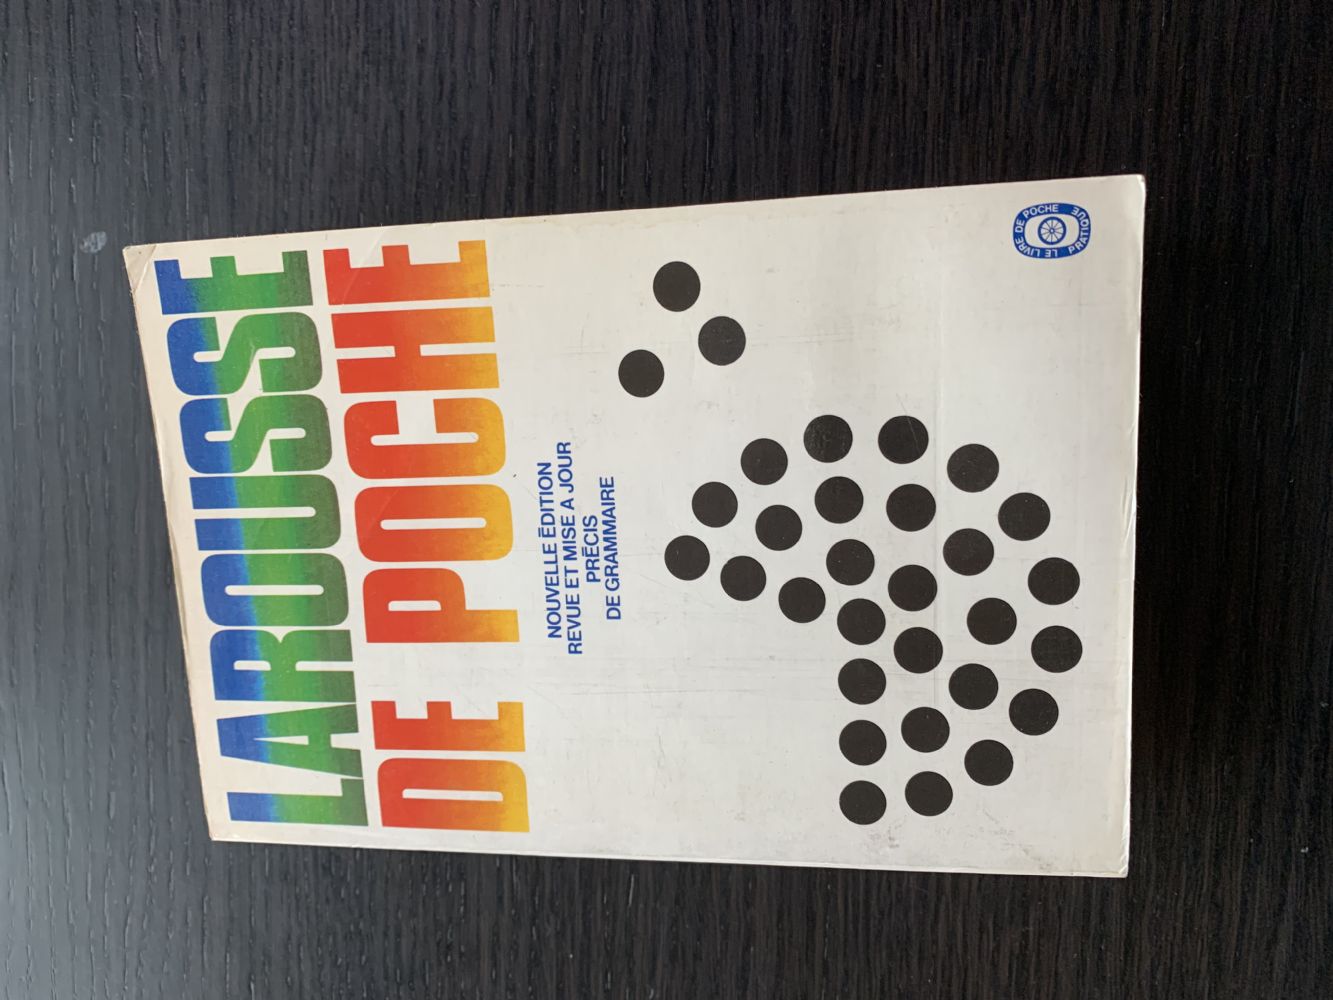 LAROUSSE
DE POCHE
NOUVELLE ÉDITION
REVUE ET MISE A JOUR
PRÉCIS
DE GRAMMAIRE
LE LIVRE DE POCHE
PRATIQUE